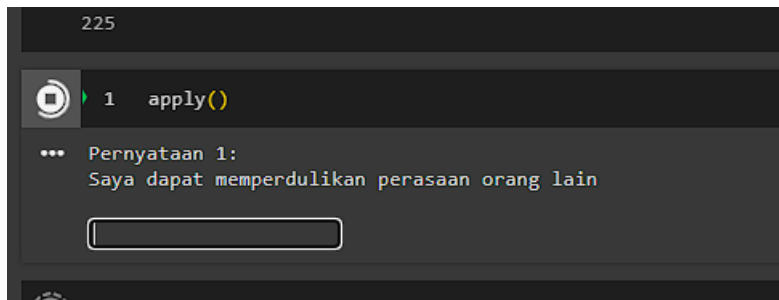 225
1 apply()
Pernyataan 1:
Saya dapat memperdulikan perasaan orang lain